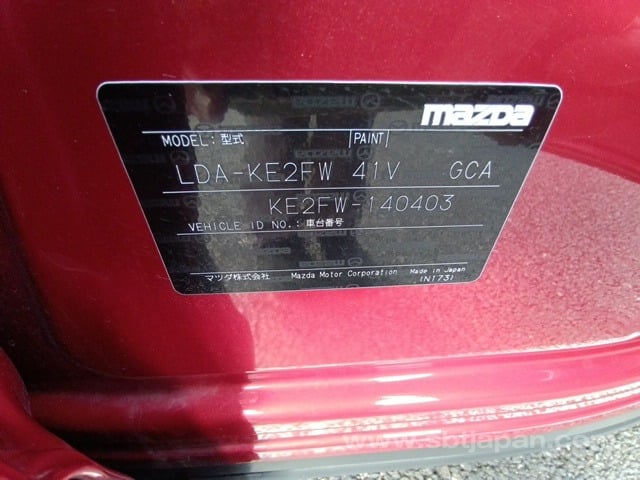 mazda
MODEL: 型式 PAINT
LDA-KE2FW 41V GCA
KE2FW-140403
VEHICLE ID NO.: 車台番号
マツダ株式会社 Mazda Motor Corporation Made in Japan
1N1731
www.sbtjapan.com